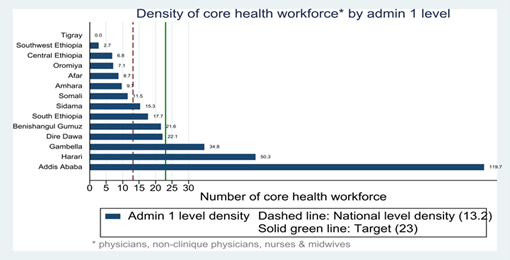 Density of core health workforce* by admin 1 level
Tigray 0.0
Southwest Ethiopia 2.7
Central Ethiopia 6.8
Oromiya 7.1
Afar 8.7
Amhara
Somali 11.5
Sidama 15.3
South Ethiopia 17.7
Benishangul Gumuz 21.6
Dire Dawa 22.1
Gambella 34.8
Harari 50.3
Addis Ababa 119.7
0 5 10 15 20 23 25 30
Number of core health workforce
Admin 1 level density Dashed line: National level density (13.2)
Solid green line: Target (23)
* physicians, non-clinique physicians, nurses & midwives